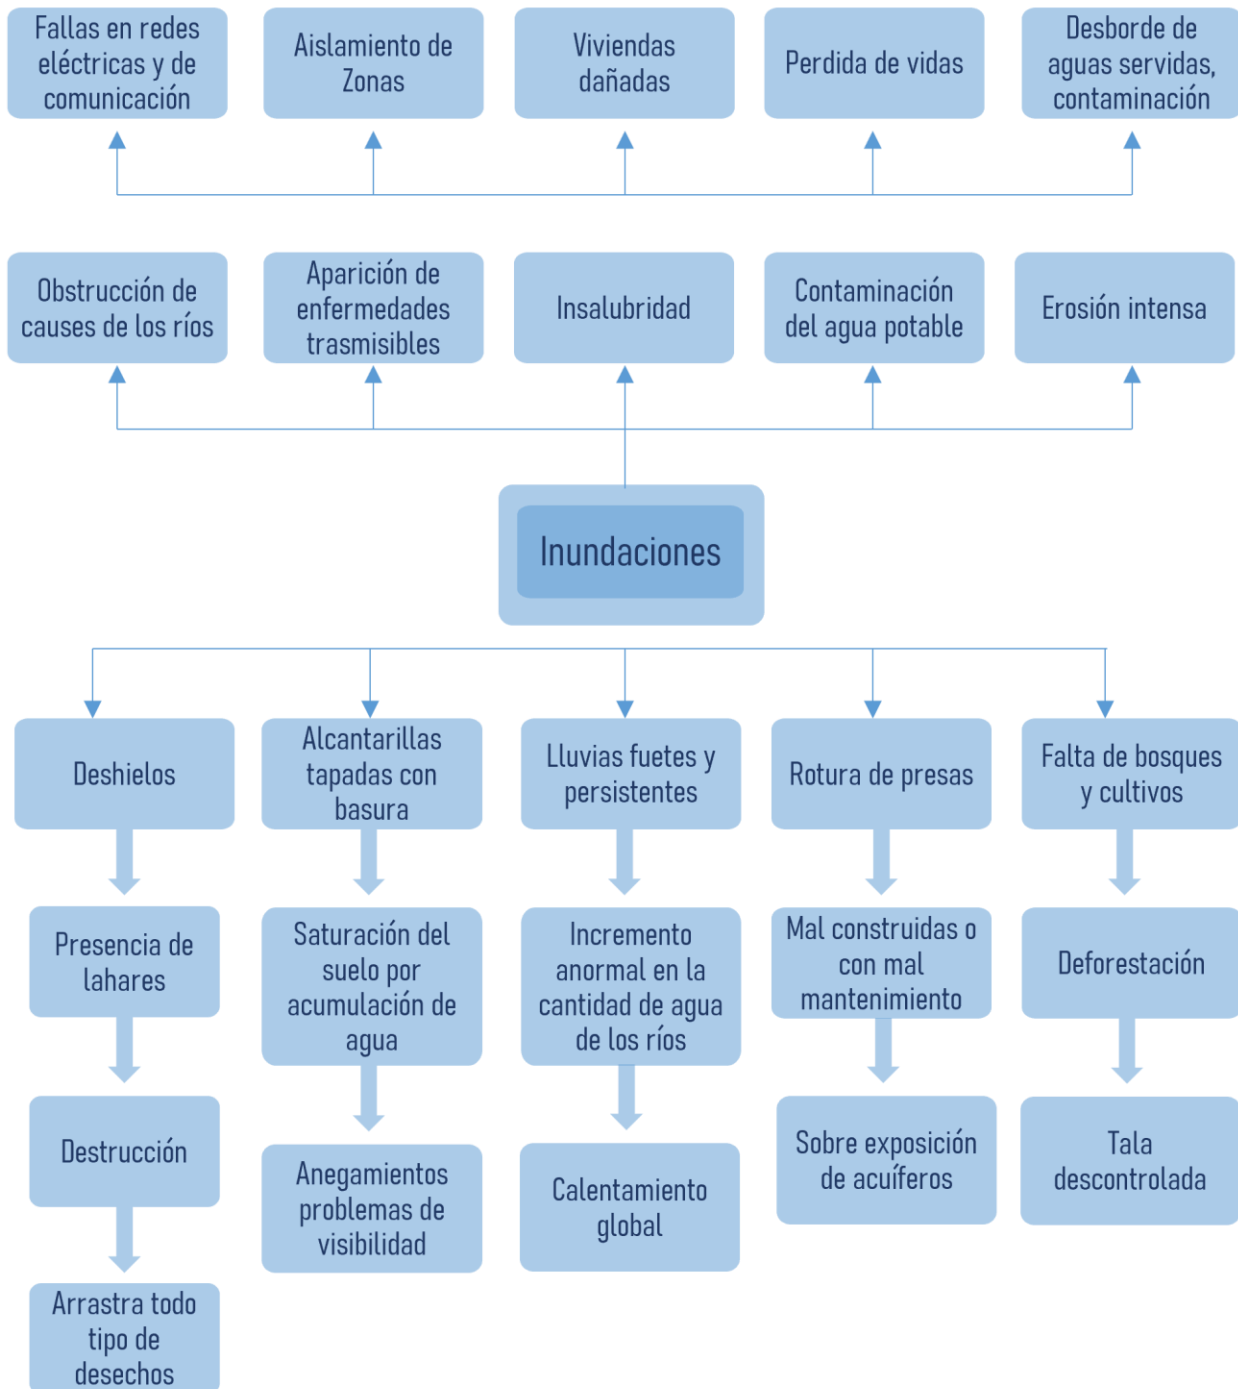 Fallas en redes
eléctricas y de
comunicación
Aislamiento de
Zonas
Viviendas
dañadas
Perdida de vidas
Desborde de
aguas servidas,
contaminación
Obstrucción de
causes de los ríos
Aparición de
enfermedades
trasmisibles
Insalubridad
Contaminación
del agua potable
Erosión intensa
Inundaciones
Deshielos
Alcantarillas
tapadas con
basura
Lluvias fuetes y
persistentes
Rotura de presas
Falta de bosques
y cultivos
Presencia de
lahares
Saturación del
suelo por
acumulación de
agua
Incremento
anormal en la
cantidad de agua
de los ríos
Mal construidas o
con mal
mantenimiento
Deforestación
Destrucción
Anegamientos
problemas de
visibilidad
Calentamiento
global
Sobre exposición
de acuíferos
Tala
descontrolada
Arrastra todo
tipo de
desechos